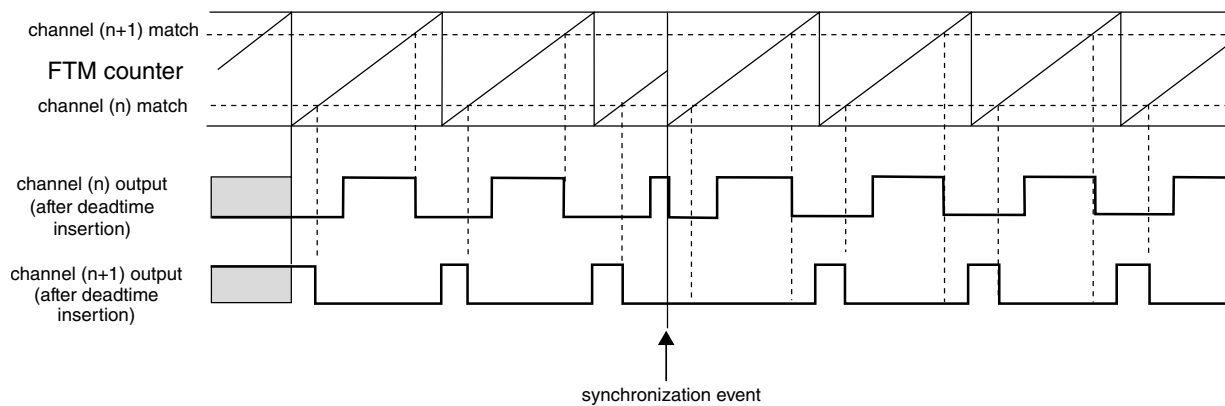 channel (n+1) match
FTM counter
channel (n) match
channel (n) output
(after deadtime
insertion)
channel (n+1) output
(after deadtime
insertion)
synchronization event